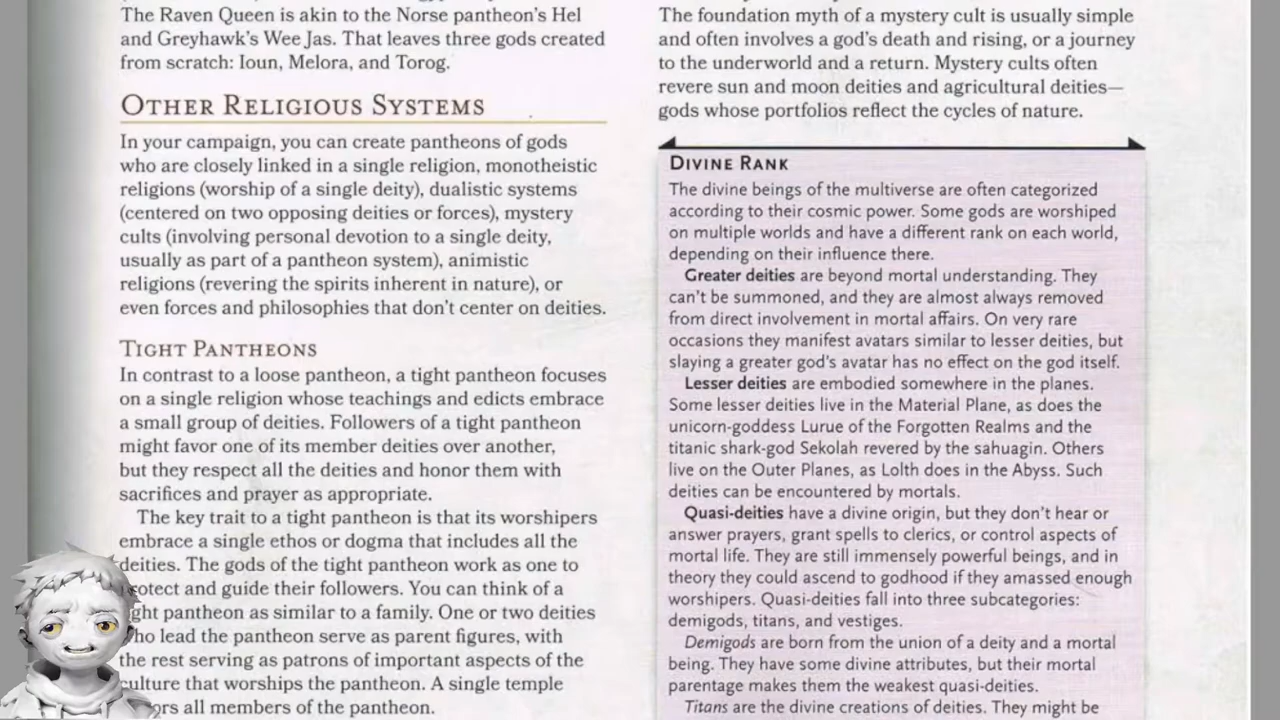 The Raven Queen is akin to the Norse pantheon's Hel
and Greyhawk's Wee Jas. That leaves three gods created
from scratch: Ioun, Melora, and Torog.
OTHER RELIGIOUS SYSTEMS
In your campaign, you can create pantheons of gods
who are closely linked in a single religion, monotheistic
religions (worship of a single deity), dualistic systems
(centered on two opposing deities or forces), mystery
cults (involving personal devotion to a single deity,
usually as part of a pantheon system), animistic
religions (revering the spirits inherent in nature), or
even forces and philosophies that don't center on deities.
TIGHT PANTHEONS
In contrast to a loose pantheon, a tight pantheon focuses
on a single religion whose teachings and edicts embrace
a small group of deities. Followers of a tight pantheon
might favor one of its member deities over another,
but they respect all the deities and honor them with
sacrifices and prayer as appropriate.
The key trait to a tight pantheon is that its worshipers
embrace a single ethos or dogma that includes all the
deities. The gods of the tight pantheon work as one to
otect and guide their followers. You can think of a
ght pantheon as similar to a family. One or two deities
ho lead the pantheon serve as parent figures, with
the rest serving as patrons of important aspects of the
culture that worships the pantheon. A single temple
ors all members of the pantheon.
The foundation myth of a mystery cult is usually simple
and often involves a god's death and rising, or a journey
to the underworld and a return. Mystery cults often
revere sun and moon deities and agricultural deities—
gods whose portfolios reflect the cycles of nature.
DIVINE RANK
The divine beings of the multiverse are often categorized
according to their cosmic power. Some gods are worshiped
on multiple worlds and have a different rank on each world,
depending on their influence there.
Greater deities are beyond mortal understanding. They
can't be summoned, and they are almost always removed
from direct involvement in mortal affairs. On very rare
occasions they manifest avatars similar to lesser deities, but
slaying a greater god's avatar has no effect on the god itself.
Lesser deities are embodied somewhere in the planes.
Some lesser deities live in the Material Plane, as does the
unicorn-goddess Lurue of the Forgotten Realms and the
titanic shark-god Sekolah revered by the sahuagin. Others
live on the Outer Planes, as Lolth does in the Abyss. Such
deities can be encountered by mortals.
Quasi-deities have a divine origin, but they don't hear or
answer prayers, grant spells to clerics, or control aspects of
mortal life. They are still immensely powerful beings, and in
theory they could ascend to godhood if they amassed enough
worshipers. Quasi-deities fall into three subcategories:
demigods, titans, and vestiges.
Demigods are born from the union of a deity and a mortal
being. They have some divine attributes, but their mortal
parentage makes them the weakest quasi-deities.
Titans are the divine creations of deities. They might be